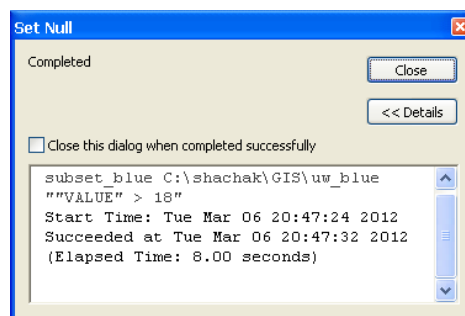 Set Null
Completed
Close
<< Details
Close this dialog when completed successfully
subset_blue C:\shachak\GIS\uw_blue
""VALUE" > 18"
Start Time: Tue Mar 06 20:47:24 2012
Succeeded at Tue Mar 06 20:47:32 2012
(Elapsed Time: 8.00 seconds)